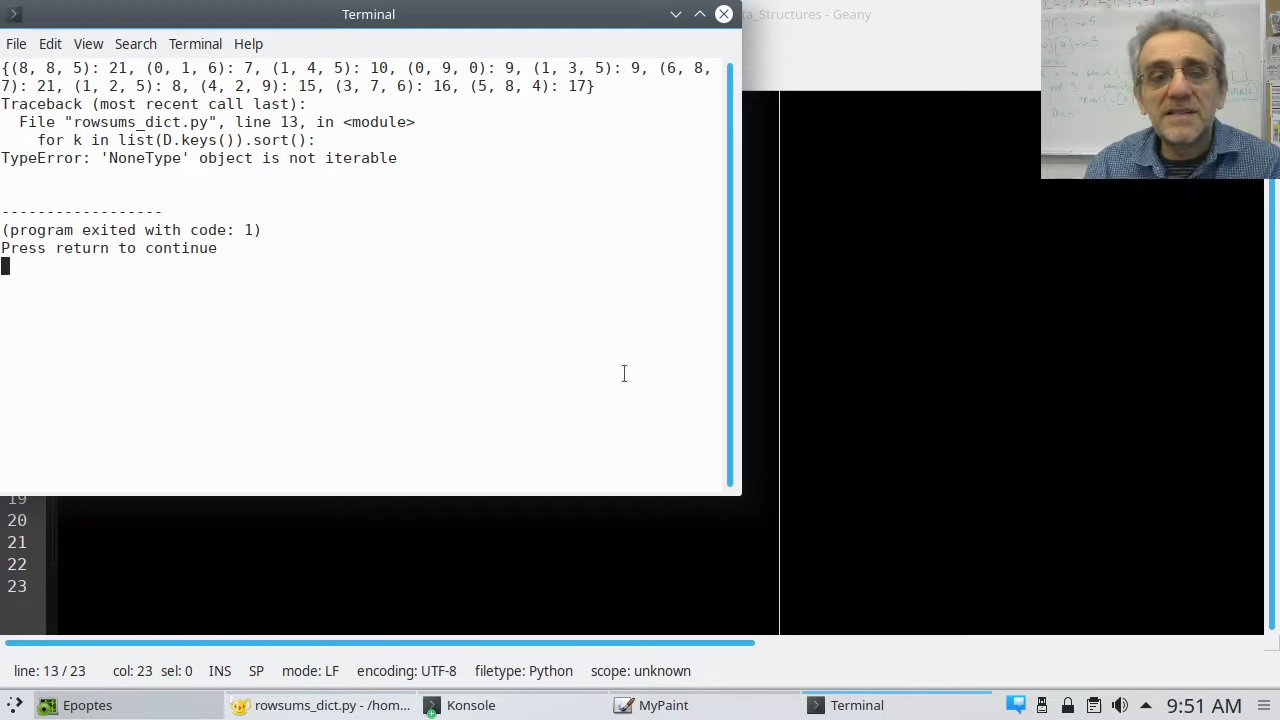 Terminal
ta_Structures - Geany
File Edit View Search Terminal Help
{(8, 8, 5): 21, (0, 1, 6): 7, (1, 4, 5): 10, (0, 9, 0): 9, (1, 3, 5): 9, (6, 8,
7): 21, (1, 2, 5): 8, (4, 2, 9): 15, (3, 7, 6): 16, (5, 8, 4): 17}
Traceback (most recent call last):
  File "rowsums_dict.py", line 13, in <module>
    for k in list(D.keys()).sort():
TypeError: 'NoneType' object is not iterable
------------------
(program exited with code: 1)
Press return to continue
19
20
21
22
23
line: 13 / 23 col: 23 sel: 0 INS SP mode: LF encoding: UTF-8 filetype: Python scope: unknown
Epoptes rowsums_dict.py - /hom... Konsole MyPaint Terminal 9:51 AM